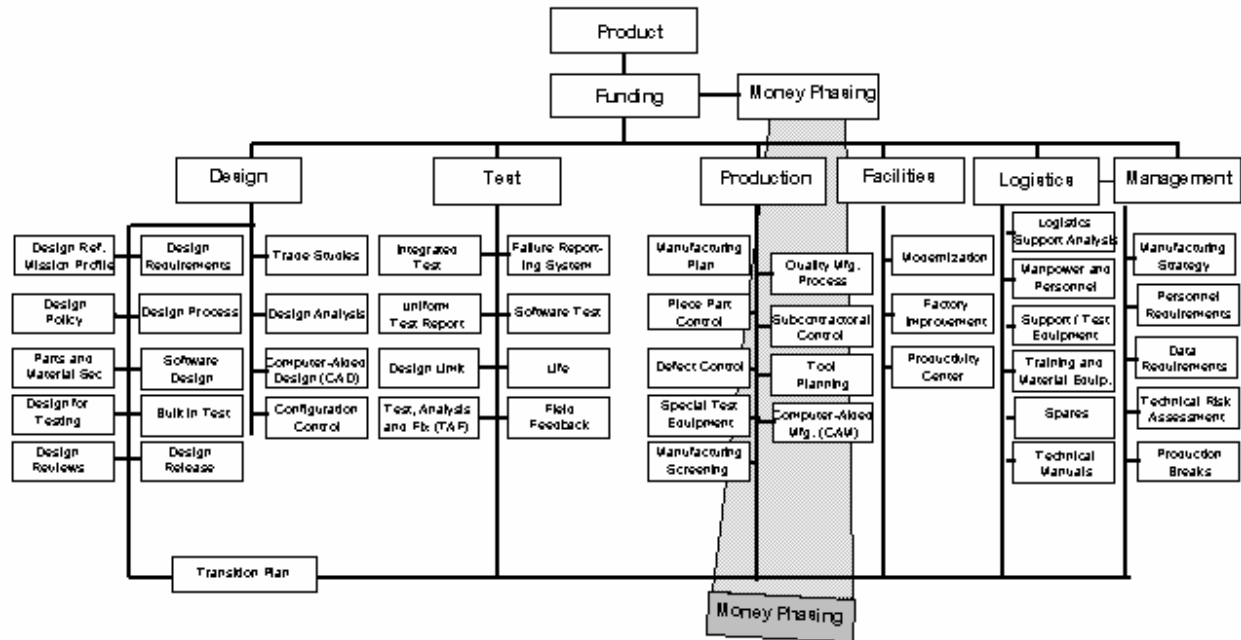 Product
Funding
Money Phasing
Design
Test
Production
Facilities
Logistics
Management
Design Ref.
Mission Profile
Design
Policy
Parts and
Material Sec
Design for
Testing
Design
Reviews
Design
Requirements
Design Process
Software
Design
Built In Test
Design
Release
Trade Studies
Design Analysis
Computer-Aided
Design (CAD)
Configuration
Control
Integrated
Test
Uniform
Test Report
Design Limit
Test, Analysis
and Fix (TAF)
Failure Report-
ing System
Software Test
Life
Field
Feedback
Manufacturing
Plan
Piece Part
Control
Defect Control
Special Test
Equipment
Manufacturing
Screening
Quality Mfg.
Process
Subcontractoral
Control
Tool
Planning
Computer-Aided
Mfg. (CAM)
Modernization
Factory
Improvement
Productivity
Center
Logistics
Support Analysis
Manpower and
Personnel
Support / Test
Equipment
Training and
Material Equip.
Spares
Technical
Manuals
Manufacturing
Strategy
Personnel
Requirements
Data
Requirements
Technical Risk
Assessment
Production
Breaks
Transition Plan
Money Phasing